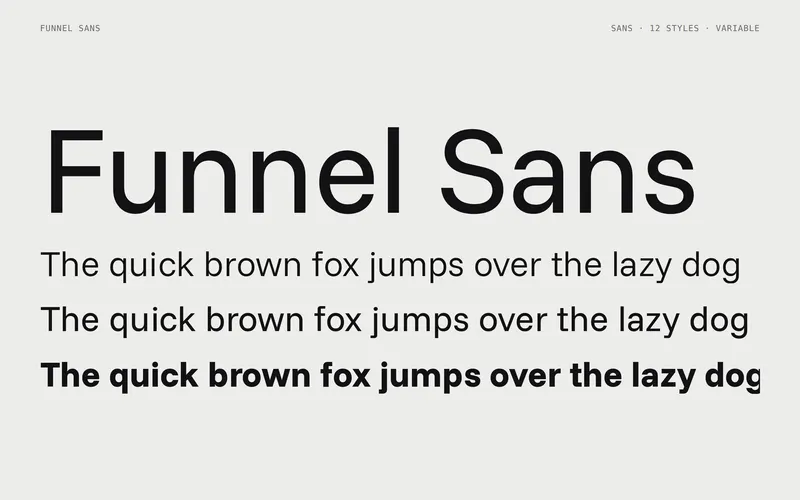 FUNNEL SANS
SANS · 12 STYLES · VARIABLE
Funnel Sans
The quick brown fox jumps over the lazy dog
The quick brown fox jumps over the lazy dog
The quick brown fox jumps over the lazy dog